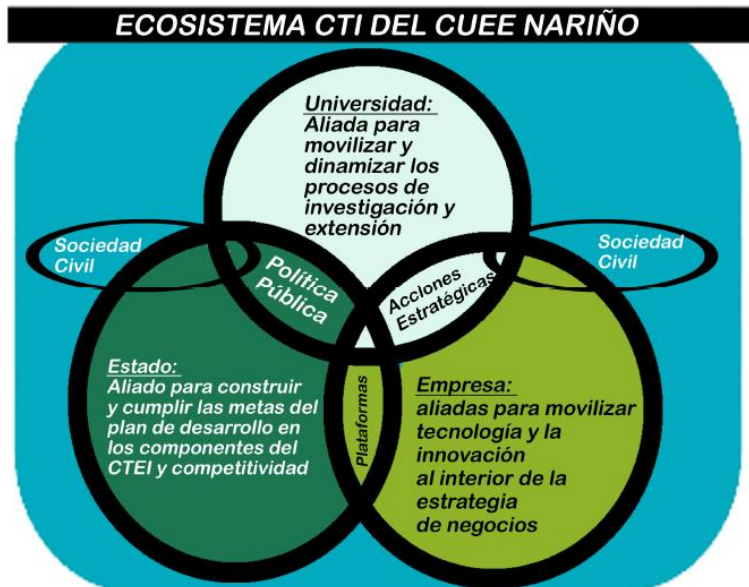 ECOSISTEMA CTI DEL CUEE NARIÑO
Universidad:
Aliada para
movilizar y
dinamizar los
procesos de
investigación y
extensión
Sociedad
Civil
Sociedad
Civil
Política
Pública
Acciones
Estratégicas
Estado:
Aliado para construir
y cumplir las metas del
plan de desarrollo en
los componentes del
CTEI y competitividad
Plataformas
Empresa:
aliadas para movilizar
tecnología y la
innovación
al interior de la
estrategia
de negocios